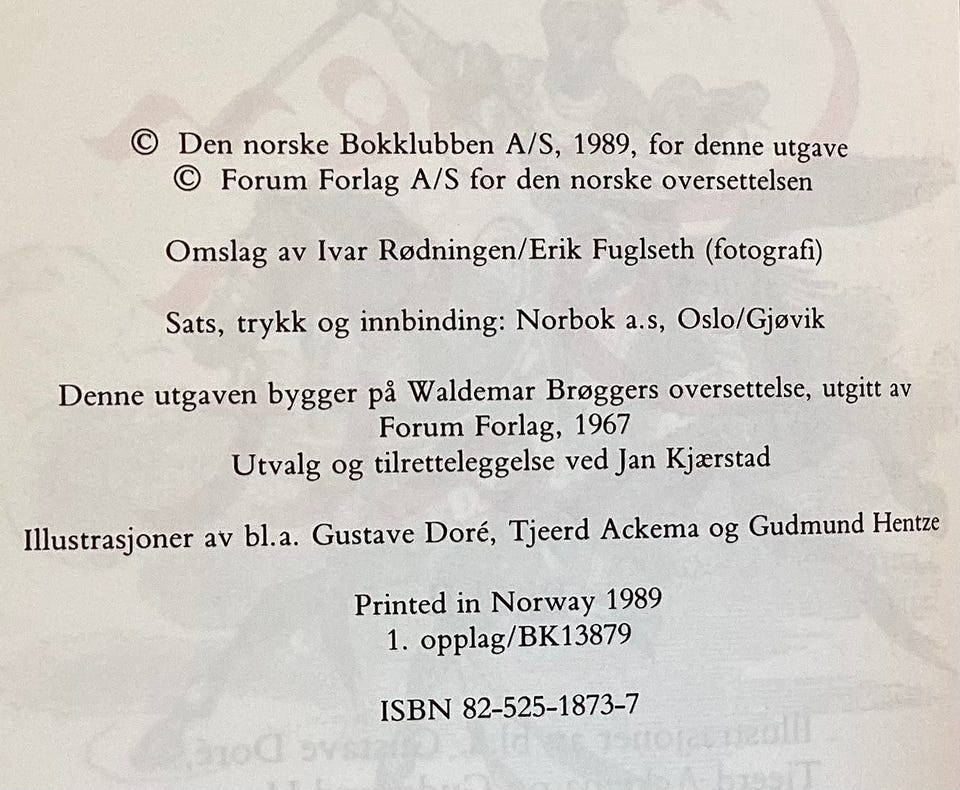 © Den norske Bokklubben A/S, 1989, for denne utgave
© Forum Forlag A/S for den norske oversettelsen
Omslag av Ivar Rødningen/Erik Fuglseth (fotografi)
Sats, trykk og innbinding: Norbok a.s, Oslo/Gjøvik
Denne utgaven bygger på Waldemar Brøggers oversettelse, utgitt av
Forum Forlag, 1967
Utvalg og tilretteleggelse ved Jan Kjærstad
Illustrasjoner av bl.a. Gustave Doré, Tjeerd Ackema og Gudmund Hentze
Printed in Norway 1989
1. opplag/BK13879
ISBN 82-525-1873-7